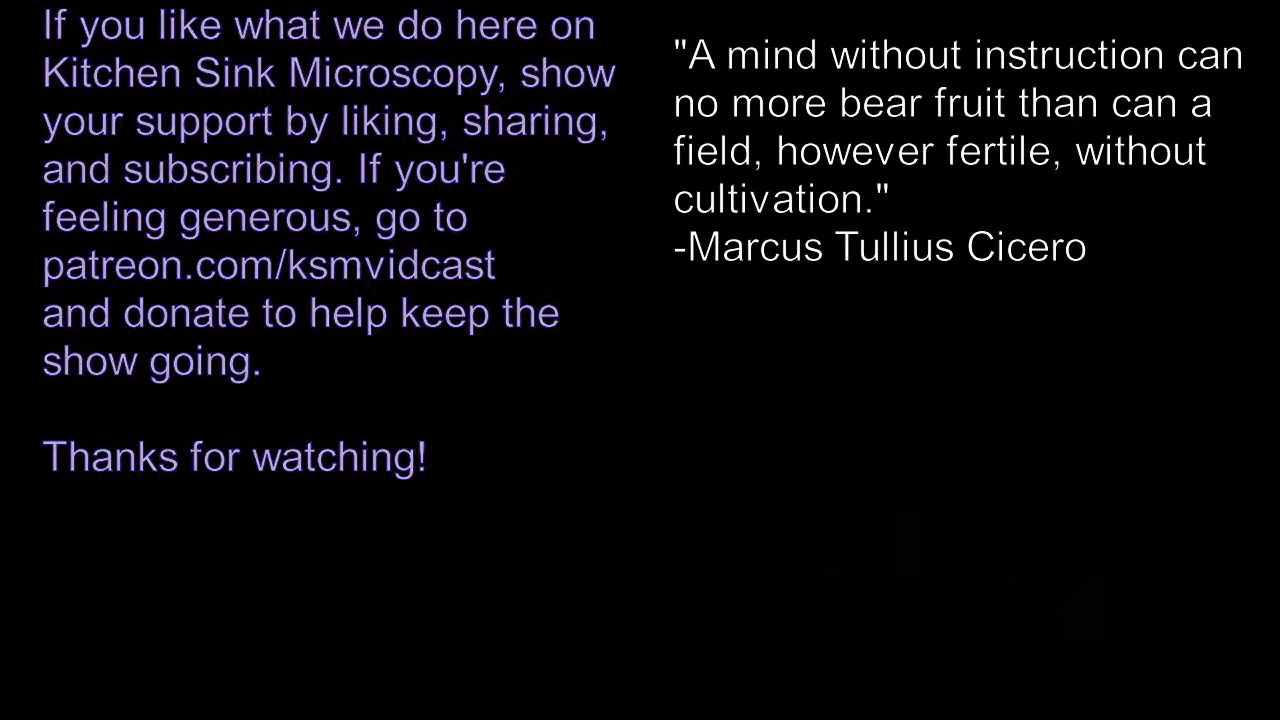 If you like what we do here on
Kitchen Sink Microscopy, show
your support by liking, sharing,
and subscribing. If you're
feeling generous, go to
patreon.com/ksmvidcast
and donate to help keep the
show going.
Thanks for watching!
"A mind without instruction can
no more bear fruit than can a
field, however fertile, without
cultivation."
-Marcus Tullius Cicero